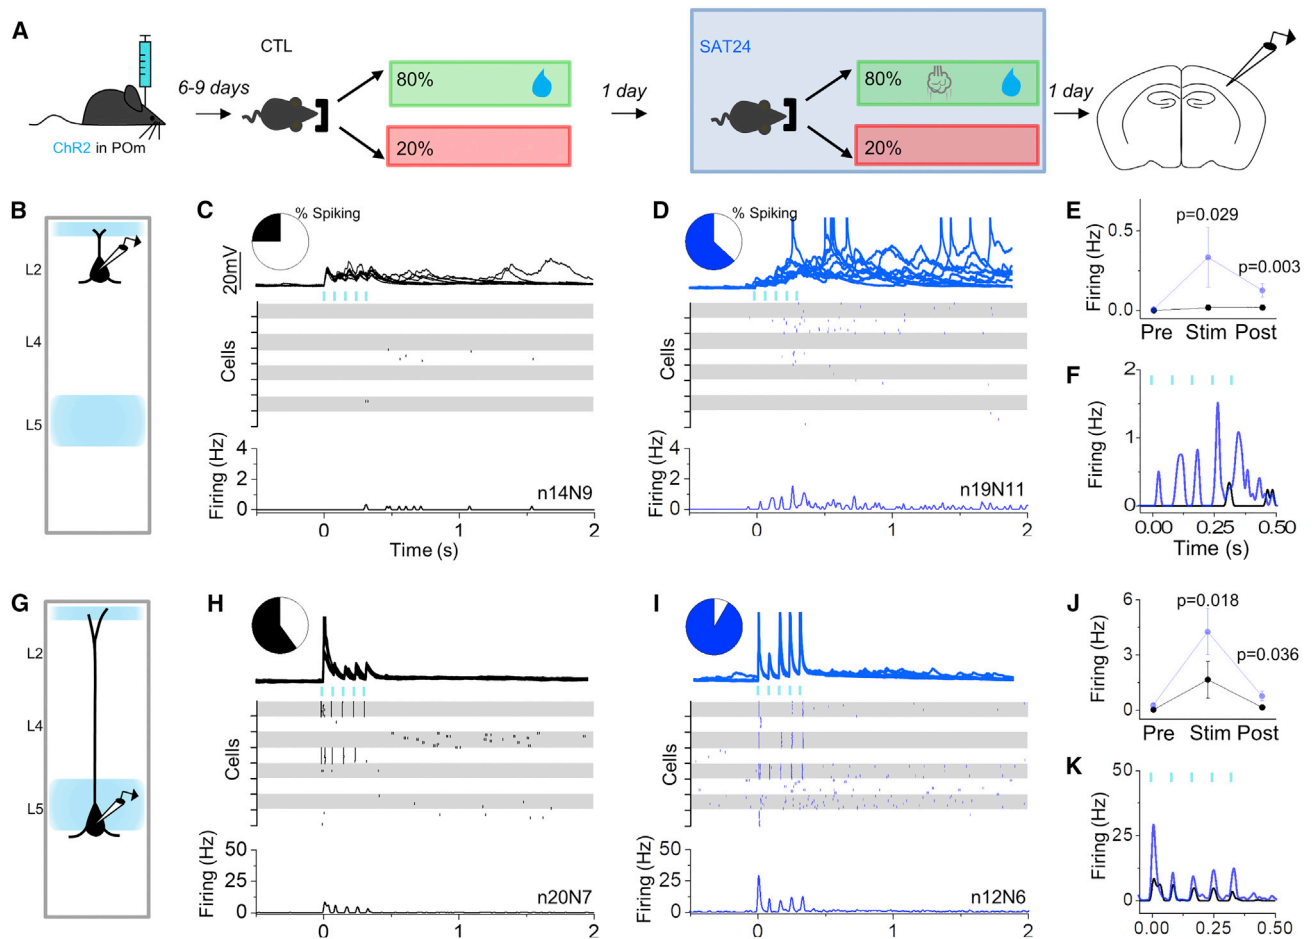 A
ChR2 in POm
6-9 days
CTL
80%
20%
1 day
SAT24
80%
20%
1 day
B
L2
L4
L5
C
% Spiking
20mV
Cells
Firing (Hz)
4
2
0
n14N9
0
1
2
Time (s)
D
% Spiking
Cells
Firing (Hz)
4
2
0
n19N11
0
1
2
E
Firing (Hz)
0.5
0.0
p=0.029
p=0.003
Pre Stim Post
F
Firing (Hz)
2
1
0
0.00 0.25 0.50
Time (s)
G
L2
L4
L5
H
Cells
Firing (Hz)
50
25
0
n20N7
0
1
2
I
Cells
Firing (Hz)
50
25
0
n12N6
0
1
2
J
Firing (Hz)
6
3
0
p=0.018
p=0.036
Pre Stim Post
K
Firing (Hz)
50
25
0
0.00 0.25 0.50